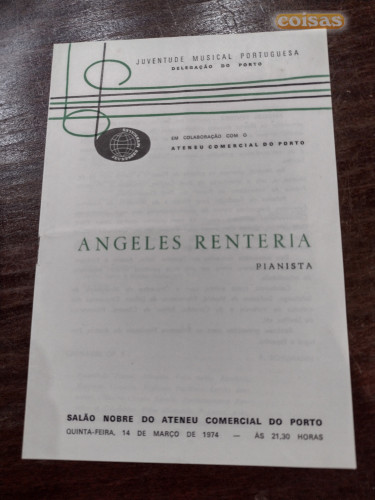 coisas
JUVENTUDE MUSICAL PORTUGUESA
DELEGAÇÃO DO PORTO
EM COLABORAÇÃO COM O
ATENEU COMERCIAL DO PORTO
ANGELES RENTERIA
PIANISTA
SALÃO NOBRE DO ATENEU COMERCIAL DO PORTO
QUINTA-FEIRA, 14 DE MARÇO DE 1974 — ÀS 21,30 HORAS